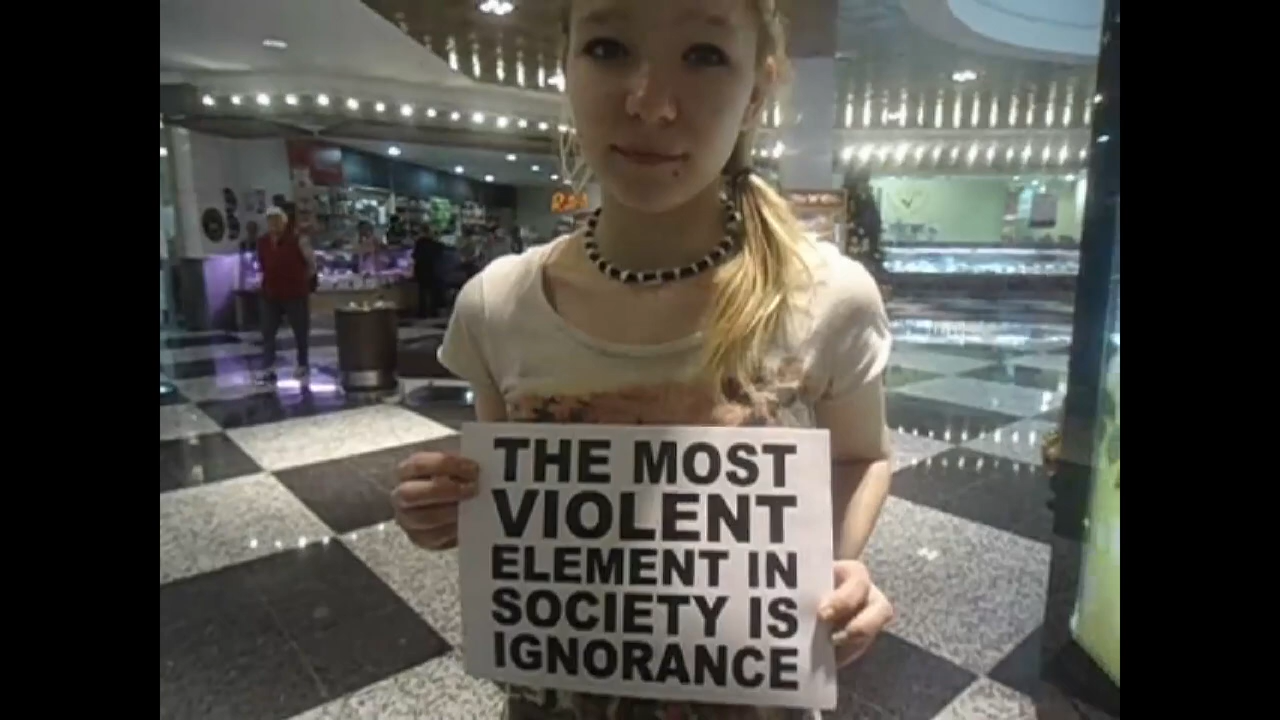 THE MOST
VIOLENT
ELEMENT IN
SOCIETY IS
IGNORANCE